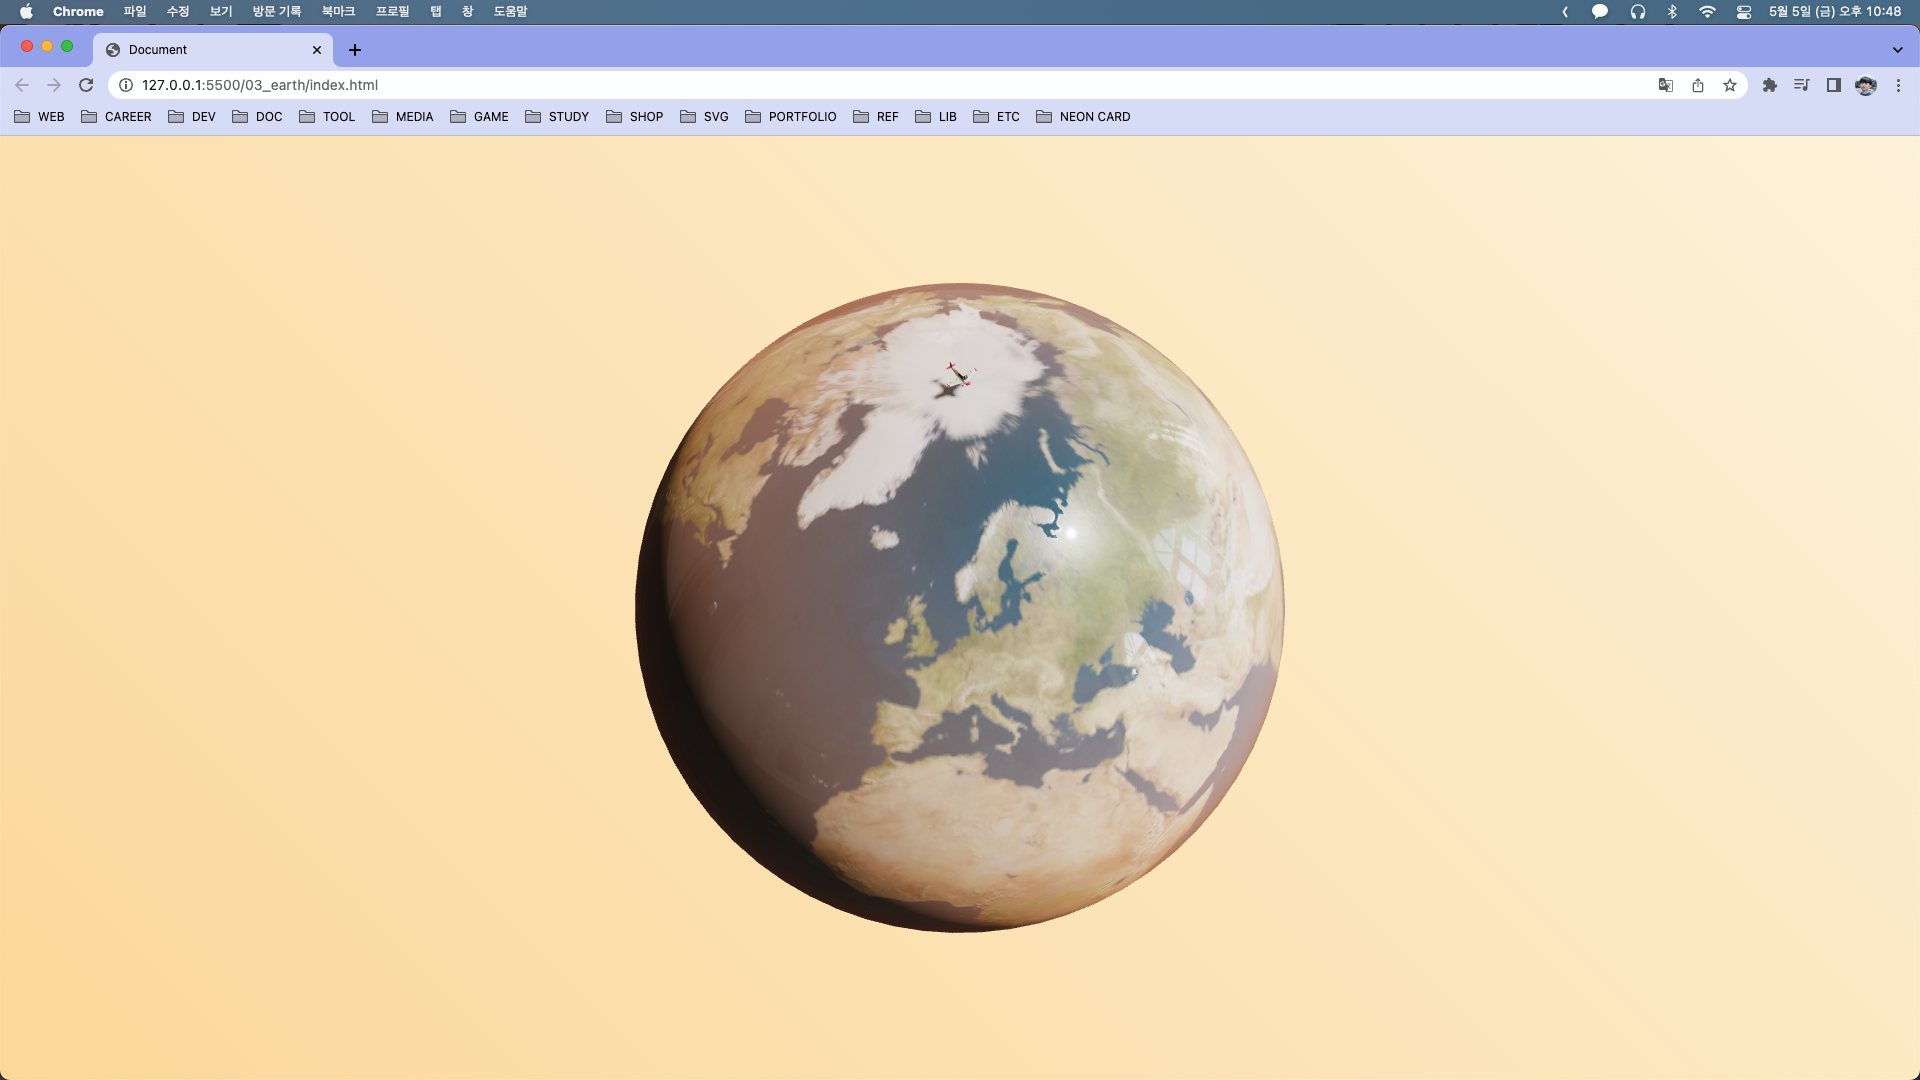 Chrome 파일 수정 보기 방문 기록 북마크 프로필 탭 창 도움말 5월 5일 (금) 오후 10:48
Document
127.0.0.1:5500/03_earth/index.html
WEB CAREER DEV DOC TOOL MEDIA GAME STUDY SHOP SVG PORTFOLIO REF LIB ETC NEON CARD